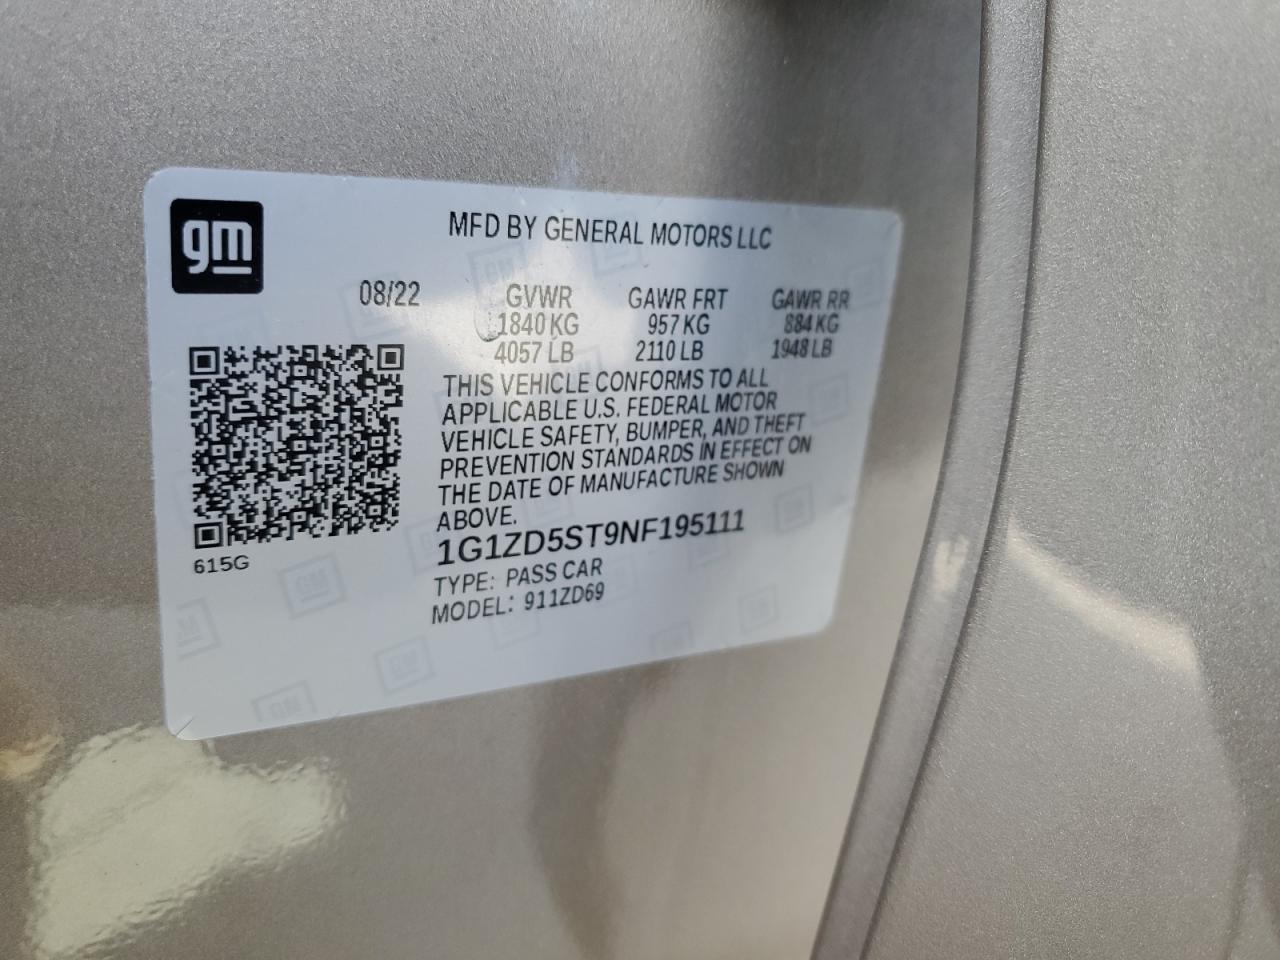 gm
MFD BY GENERAL MOTORS LLC
08/22 GVWR GAWR FRT GAWR RR
1840 KG 957 KG 884 KG
4057 LB 2110 LB 1948 LB
THIS VEHICLE CONFORMS TO ALL
APPLICABLE U.S. FEDERAL MOTOR
VEHICLE SAFETY, BUMPER, AND THEFT
PREVENTION STANDARDS IN EFFECT ON
THE DATE OF MANUFACTURE SHOWN
ABOVE.
1G1ZD5ST9NF195111
TYPE: PASS CAR
MODEL: 911ZD69
615G